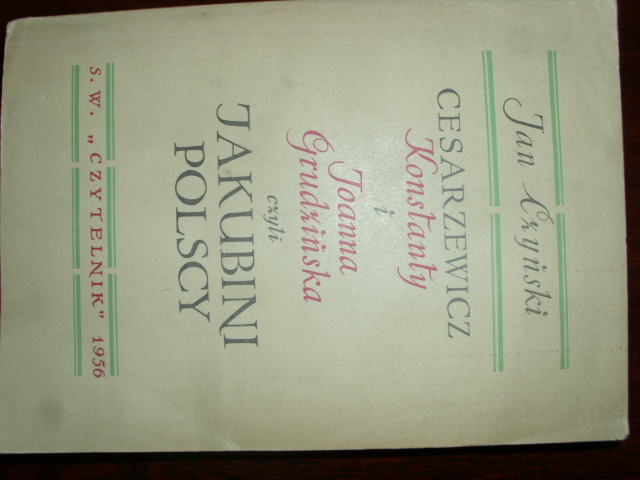 Jan Czyński
CESARZEWICZ
Konstanty
i
Joanna
Grudzińska
czyli
JAKUBINI
POLSCY
S. W. „CZYTELNIK” 1956